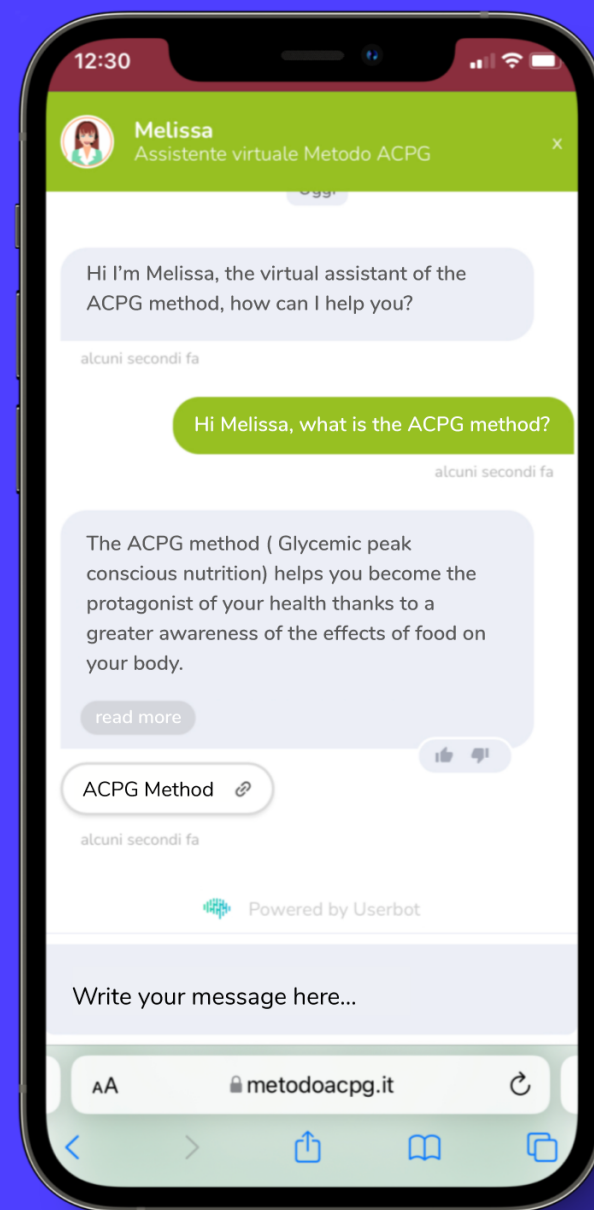 12:30
Melissa
Assistente virtuale Metodo ACPG
x
Oggi
Hi I'm Melissa, the virtual assistant of the
ACPG method, how can I help you?
alcuni secondi fa
Hi Melissa, what is the ACPG method?
alcuni secondi fa
The ACPG method ( Glycemic peak
conscious nutrition) helps you become the
protagonist of your health thanks to a
greater awareness of the effects of food on
your body.
read more
ACPG Method
alcuni secondi fa
Powered by Userbot
Write your message here...
AA
metodoacpg.it